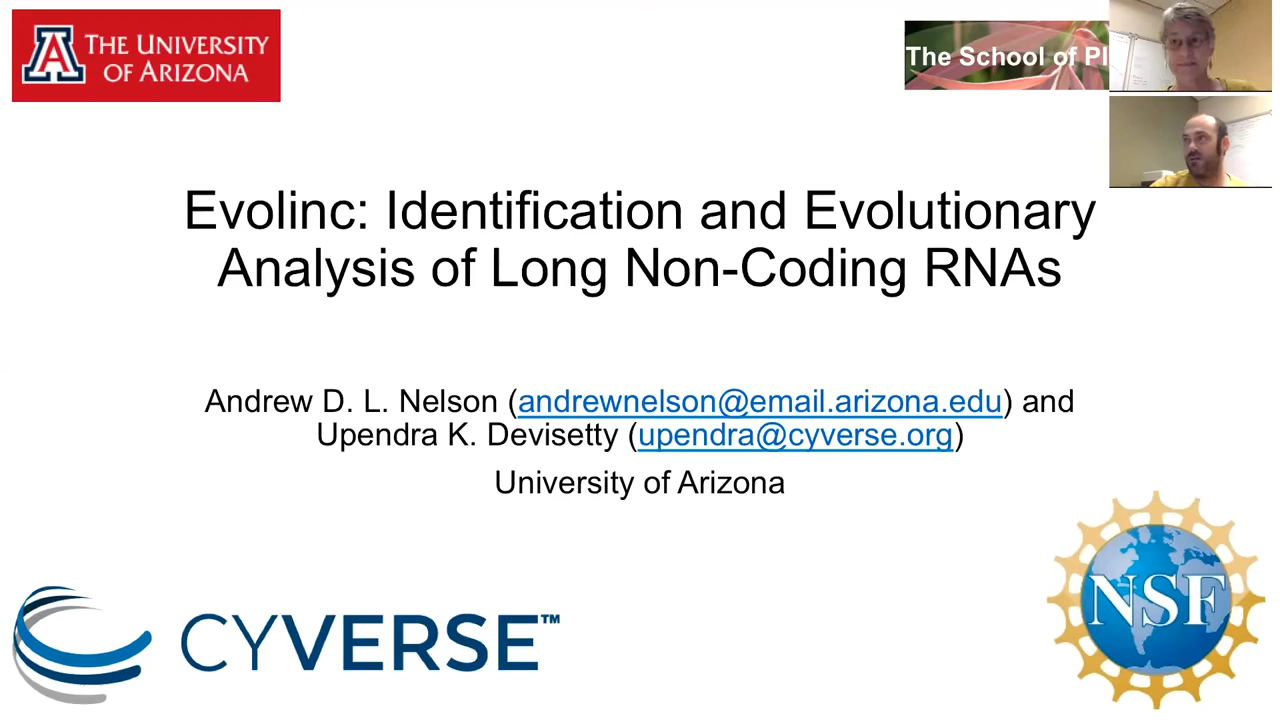 THE UNIVERSITY
OF ARIZONA
The School of
Evolinc: Identification and Evolutionary
Analysis of Long Non-Coding RNAs
Andrew D. L. Nelson (andrewnelson@email.arizona.edu) and
Upendra K. Devisetty (upendra@cyverse.org)
University of Arizona
CYVERSE™
NSF